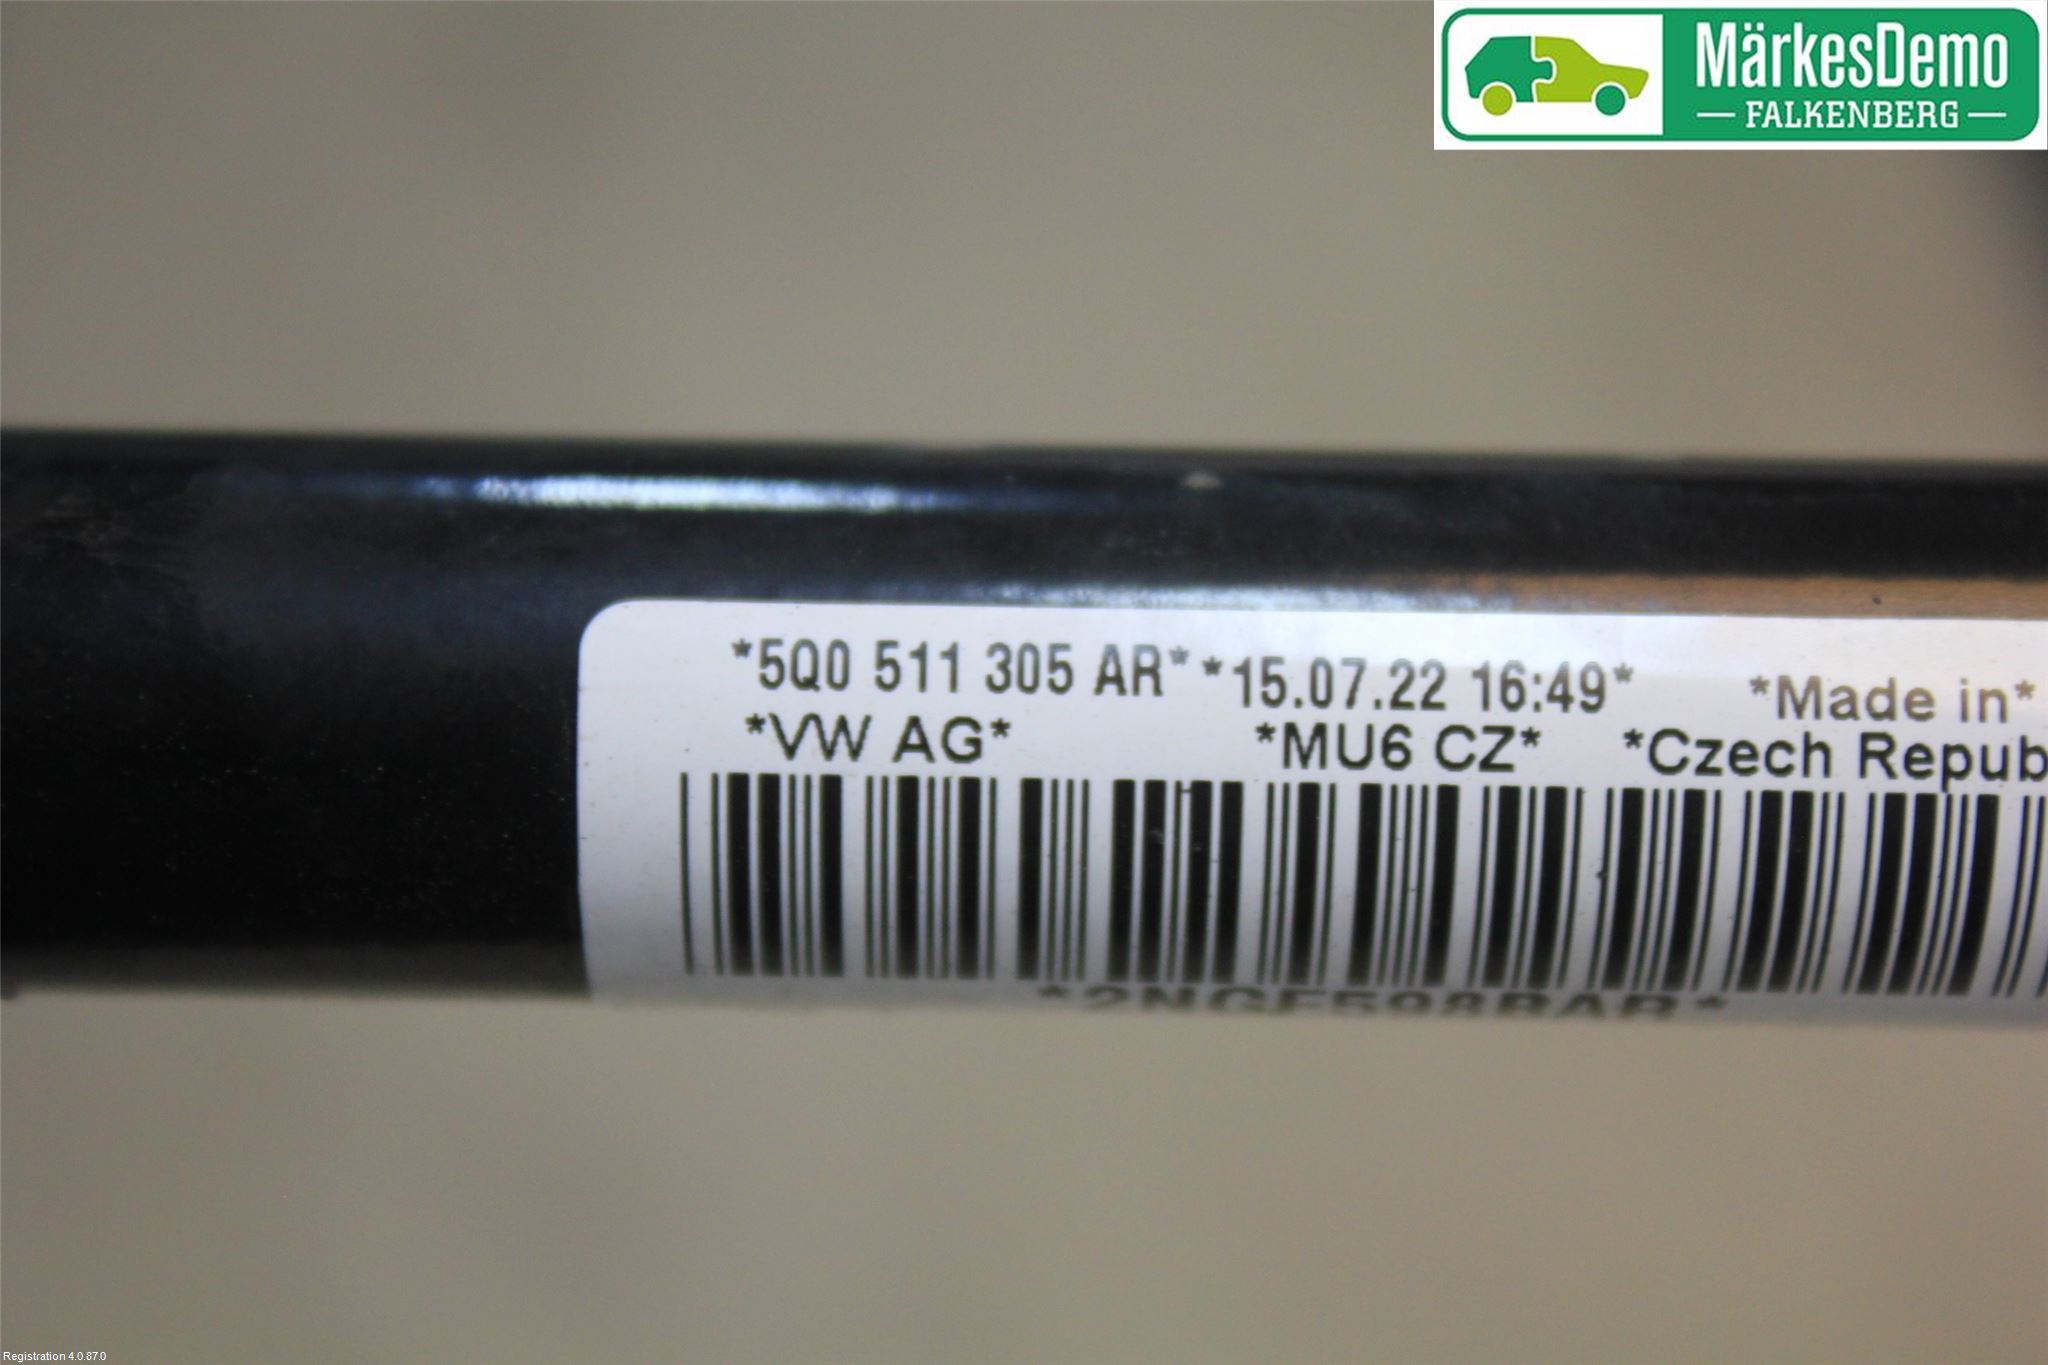 MärkesDemo
FALKENBERG
*5Q0 511 305 AR* *15.07.22 16:49* *Made in*
*VW AG* *MU6 CZ* *Czech Repub
Registration 4.0.87.0